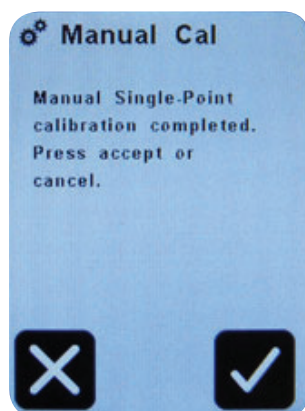 Manual Cal
Manual Single-Point
calibration completed.
Press accept or
cancel.